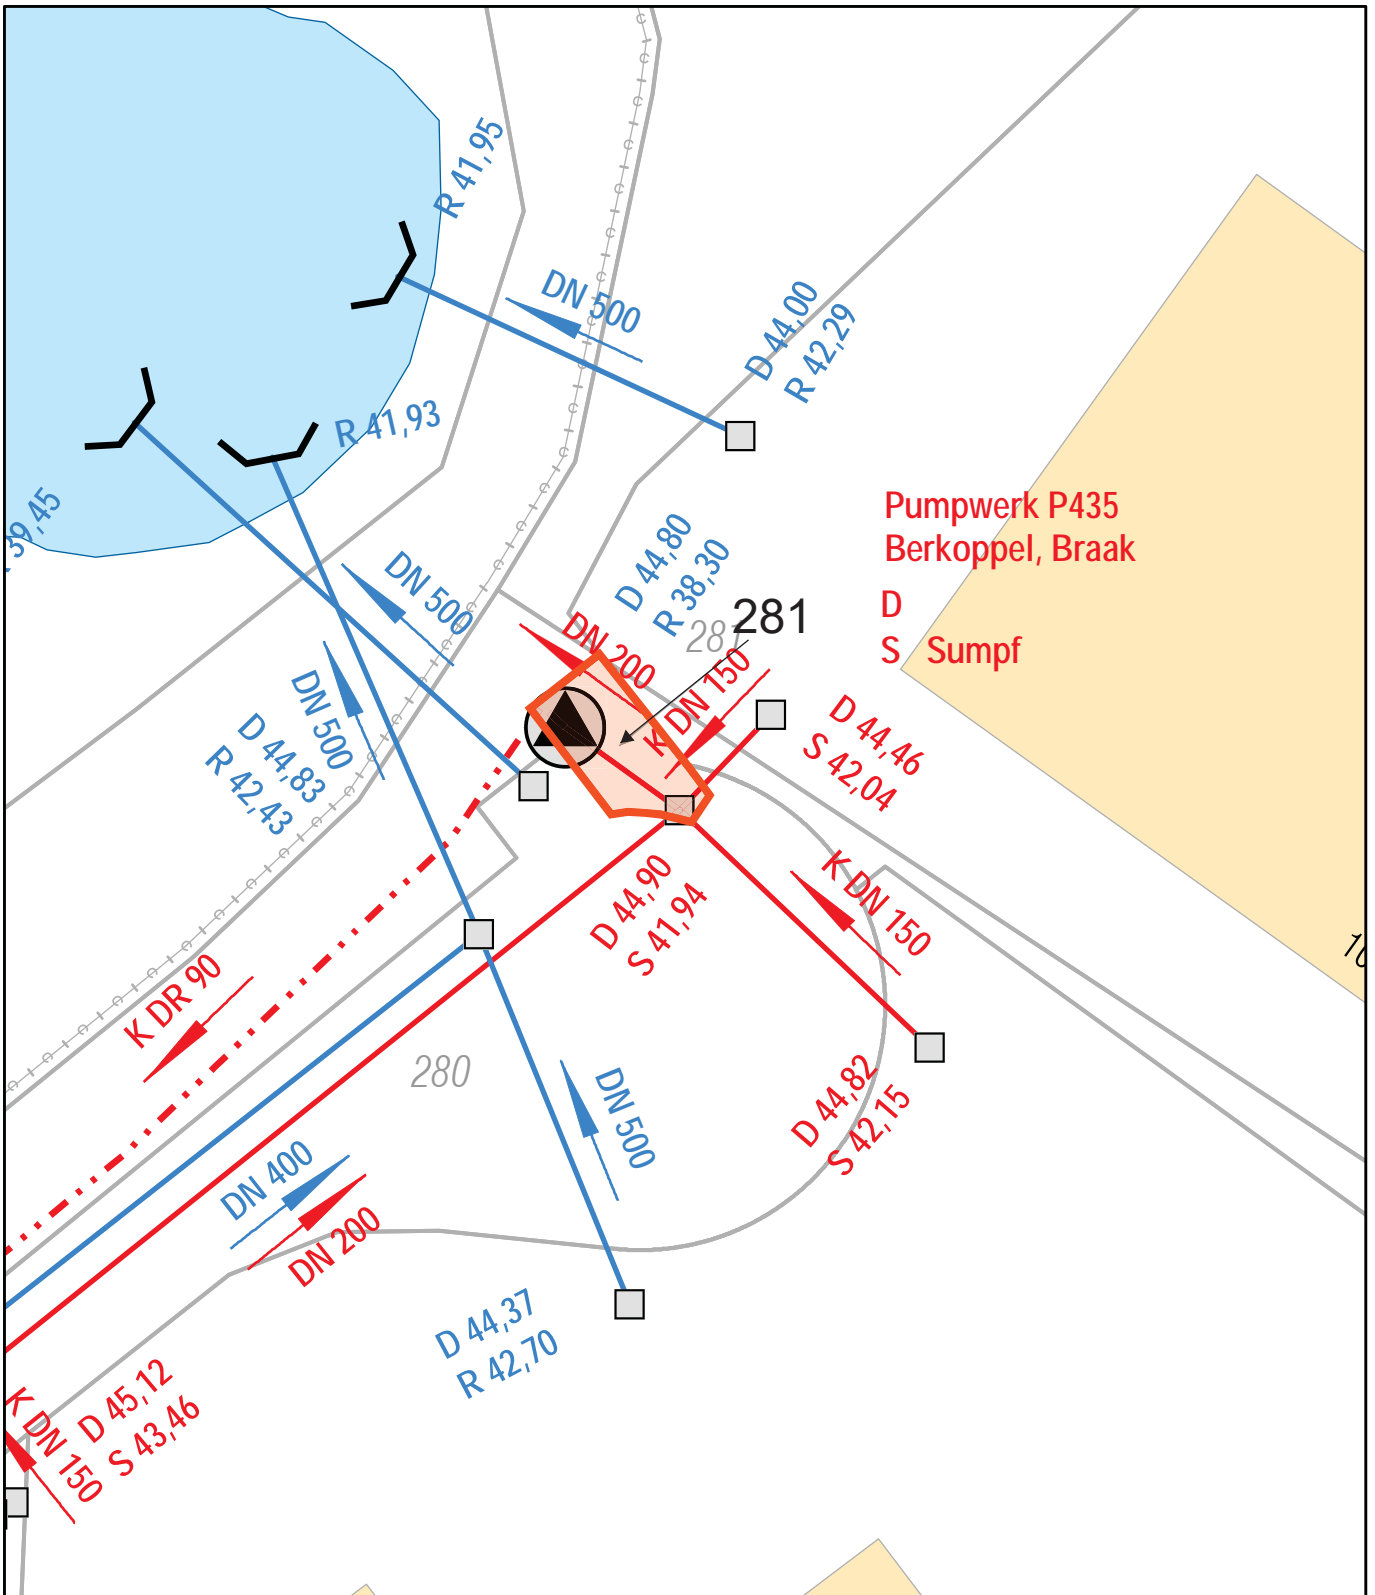 R 41,95
DN 500
D 44,00
R 42,29
R 41,93
39,45
Pumpwerk P435
Berkoppel, Braak
D
S Sumpf
D 44,80
R 38,30
281
281
DN 500
DN 200
K DN 150
DN 500
D 44,83
R 42,43
D 44,46
S 42,04
D 44,90
S 41,94
K DN 150
K DR 90
280
D 44,82
S 42,15
DN 500
DN 400
DN 200
D 44,37
R 42,70
K DN 150
D 45,12
S 43,46